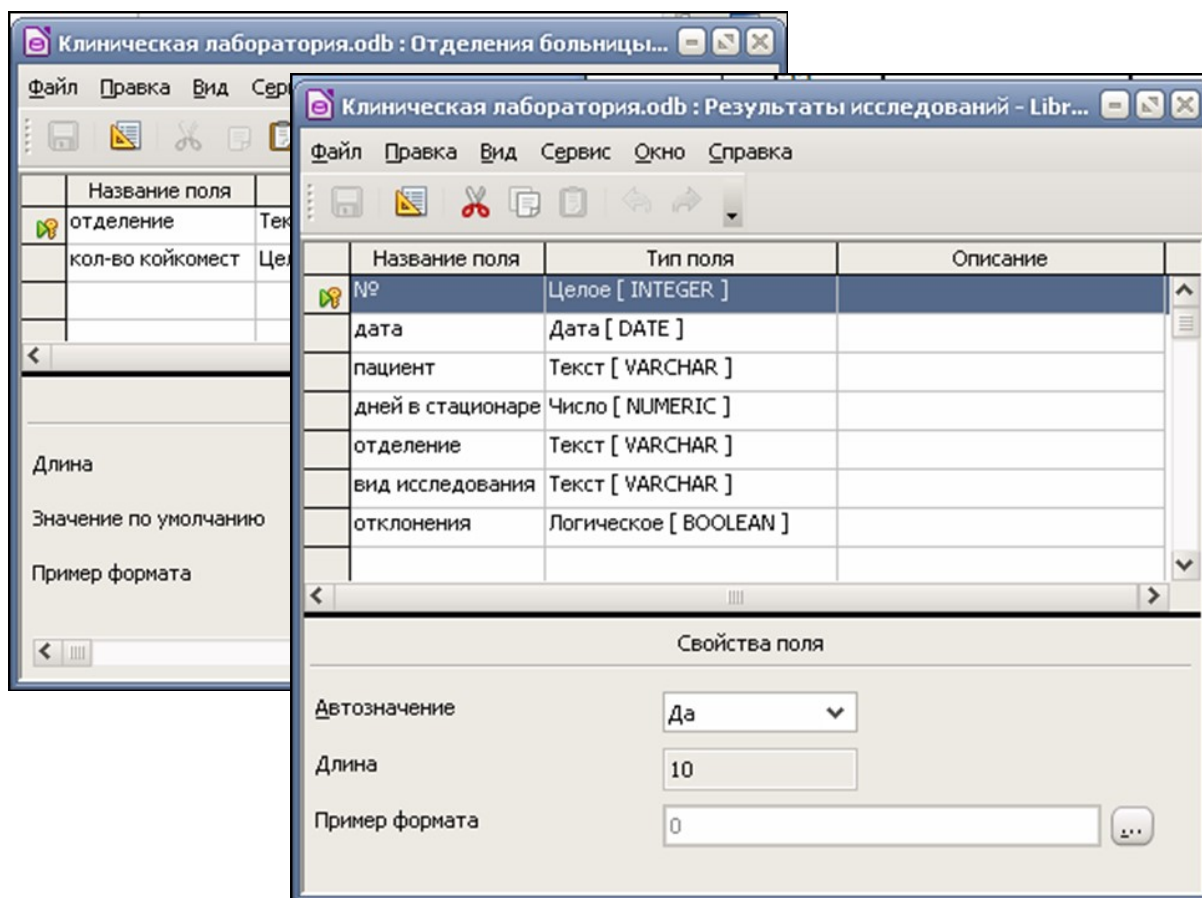 Клиническая лаборатория.odb : Отделения больницы...
Файл Правка Вид
Название поля
отделение
кол-во койкомест
Длина
Значение по умолчанию
Пример формата
Клиническая лаборатория.odb : Результаты исследований - Libr...
Файл Правка Вид Сервис Окно Справка
Название поля Тип поля Описание
№ Целое [ INTEGER ]
дата Дата [ DATE ]
пациент Текст [ VARCHAR ]
дней в стационаре Число [ NUMERIC ]
отделение Текст [ VARCHAR ]
вид исследования Текст [ VARCHAR ]
отклонения Логическое [ BOOLEAN ]
Свойства поля
Автозначение Да
Длина 10
Пример формата 0
...